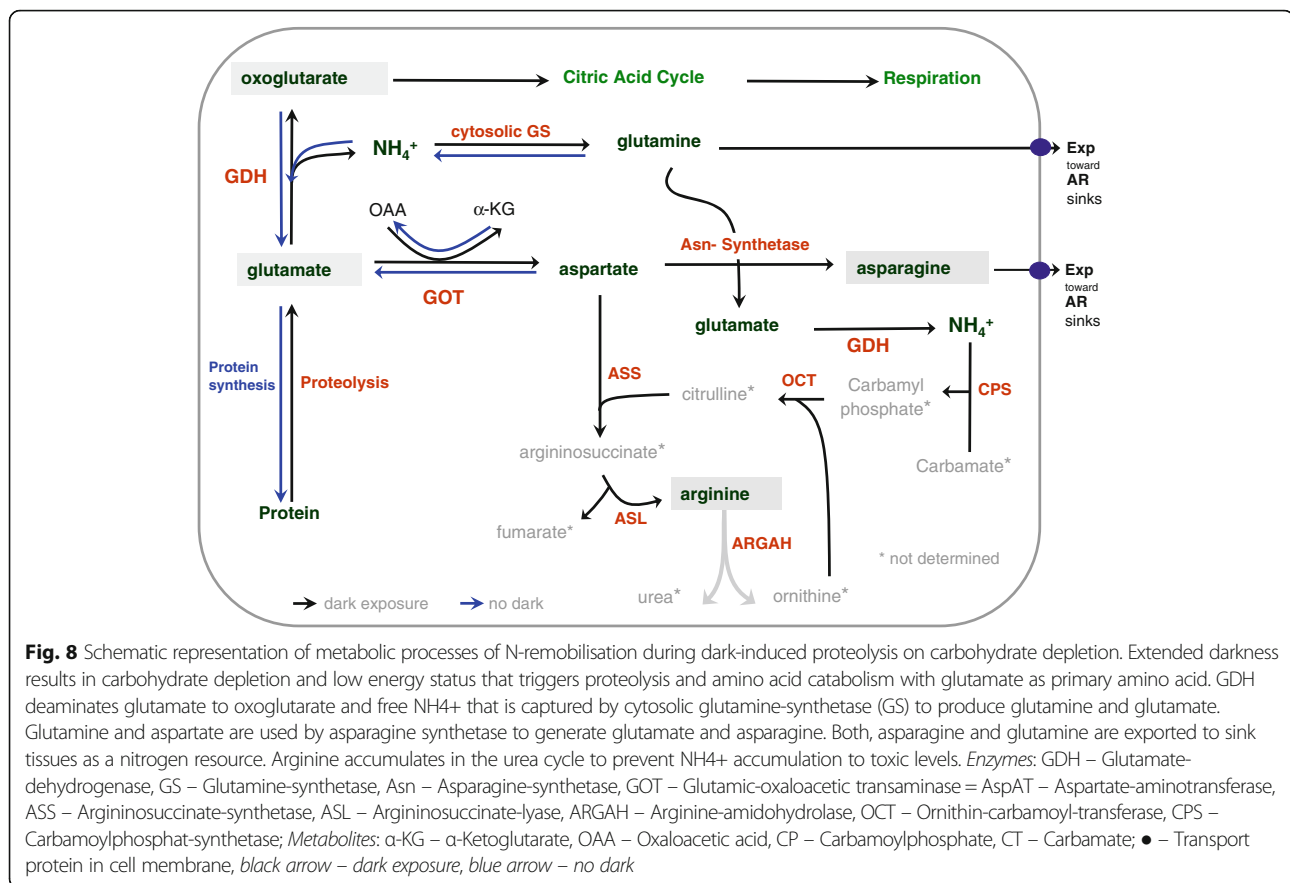 oxoglutarate
Citric Acid Cycle
Respiration
NH₄⁺
cytosolic GS
glutamine
Exp
toward
AR
sinks
GDH
OAA
α-KG
glutamate
GOT
aspartate
Asn- Synthetase
asparagine
Exp
toward
AR
sinks
glutamate
GDH
NH₄⁺
Protein
synthesis
Proteolysis
ASS
citrulline*
OCT
Carbamyl
phosphate*
CPS
Carbamate*
argininosuccinate*
arginine
Protein
fumarate*
ASL
ARGAH
* not determined
dark exposure
no dark
urea*
ornithine*
Fig. 8 Schematic representation of metabolic processes of N-remobilisation during dark-induced proteolysis on carbohydrate depletion. Extended darkness
results in carbohydrate depletion and low energy status that triggers proteolysis and amino acid catabolism with glutamate as primary amino acid. GDH
deaminates glutamate to oxoglutarate and free NH4+ that is captured by cytosolic glutamine-synthetase (GS) to produce glutamine and glutamate.
Glutamine and aspartate are used by asparagine synthetase to generate glutamate and asparagine. Both, asparagine and glutamine are exported to sink
tissues as a nitrogen resource. Arginine accumulates in the urea cycle to prevent NH4+ accumulation to toxic levels. Enzymes: GDH – Glutamate-
dehydrogenase, GS – Glutamine-synthetase, Asn – Asparagine-synthetase, GOT – Glutamic-oxaloacetic transaminase = AspAT – Aspartate-aminotransferase,
ASS – Argininosuccinate-synthetase, ASL – Argininosuccinate-lyase, ARGAH – Arginine-amidohydrolase, OCT – Ornithin-carbamoyl-transferase, CPS –
Carbamoylphosphat-synthetase; Metabolites: α-KG – α-Ketoglutarate, OAA – Oxaloacetic acid, CP – Carbamoylphosphate, CT – Carbamate; ● – Transport
protein in cell membrane, black arrow – dark exposure, blue arrow – no dark